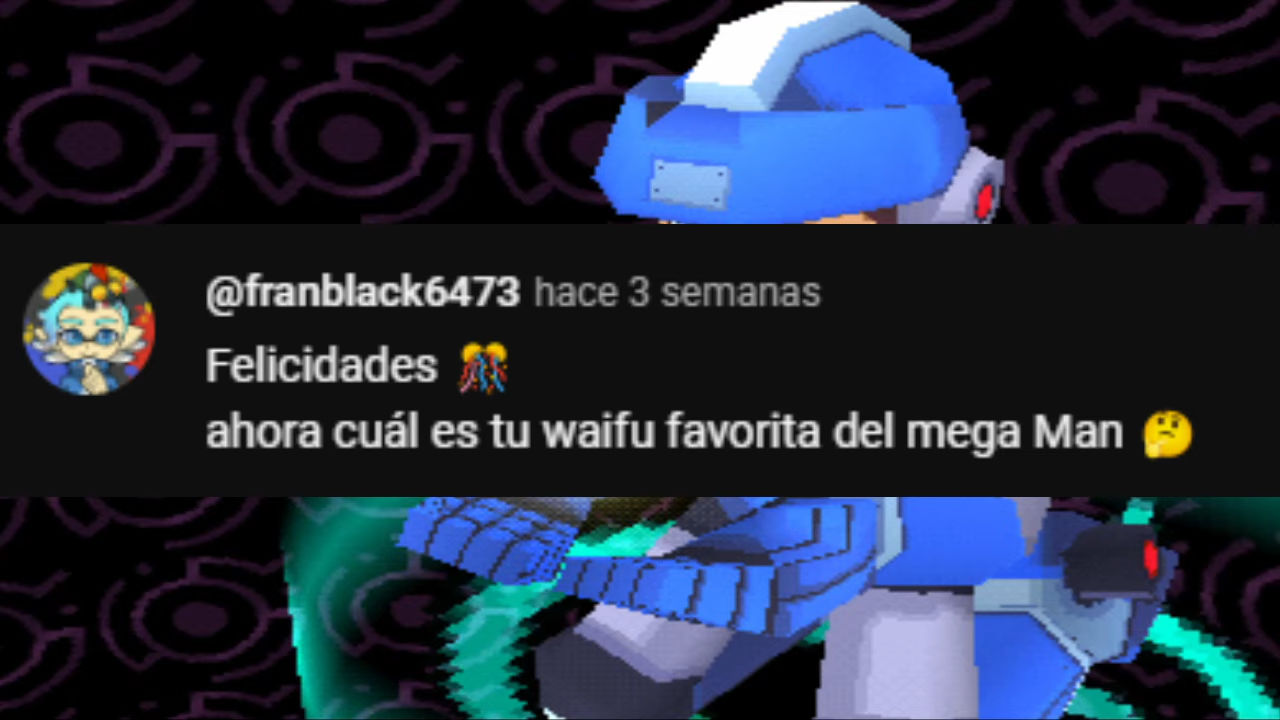 @franblack6473 hace 3 semanas
Felicidades 🎊
ahora cuál es tu waifu favorita del mega Man 🤔